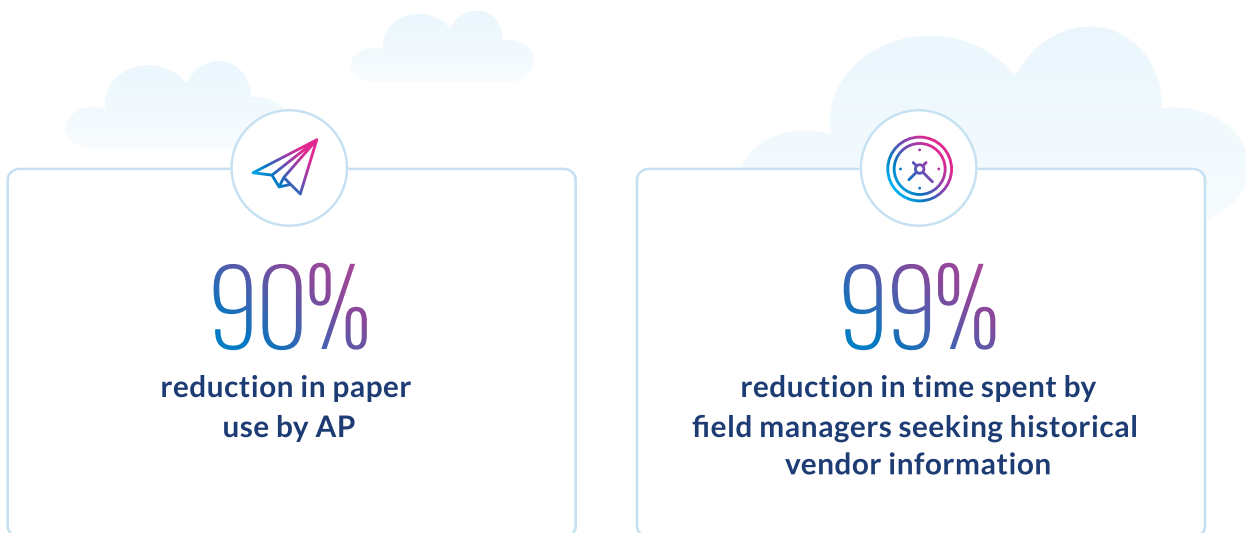 90%
reduction in paper
use by AP
99%
reduction in time spent by
field managers seeking historical
vendor information